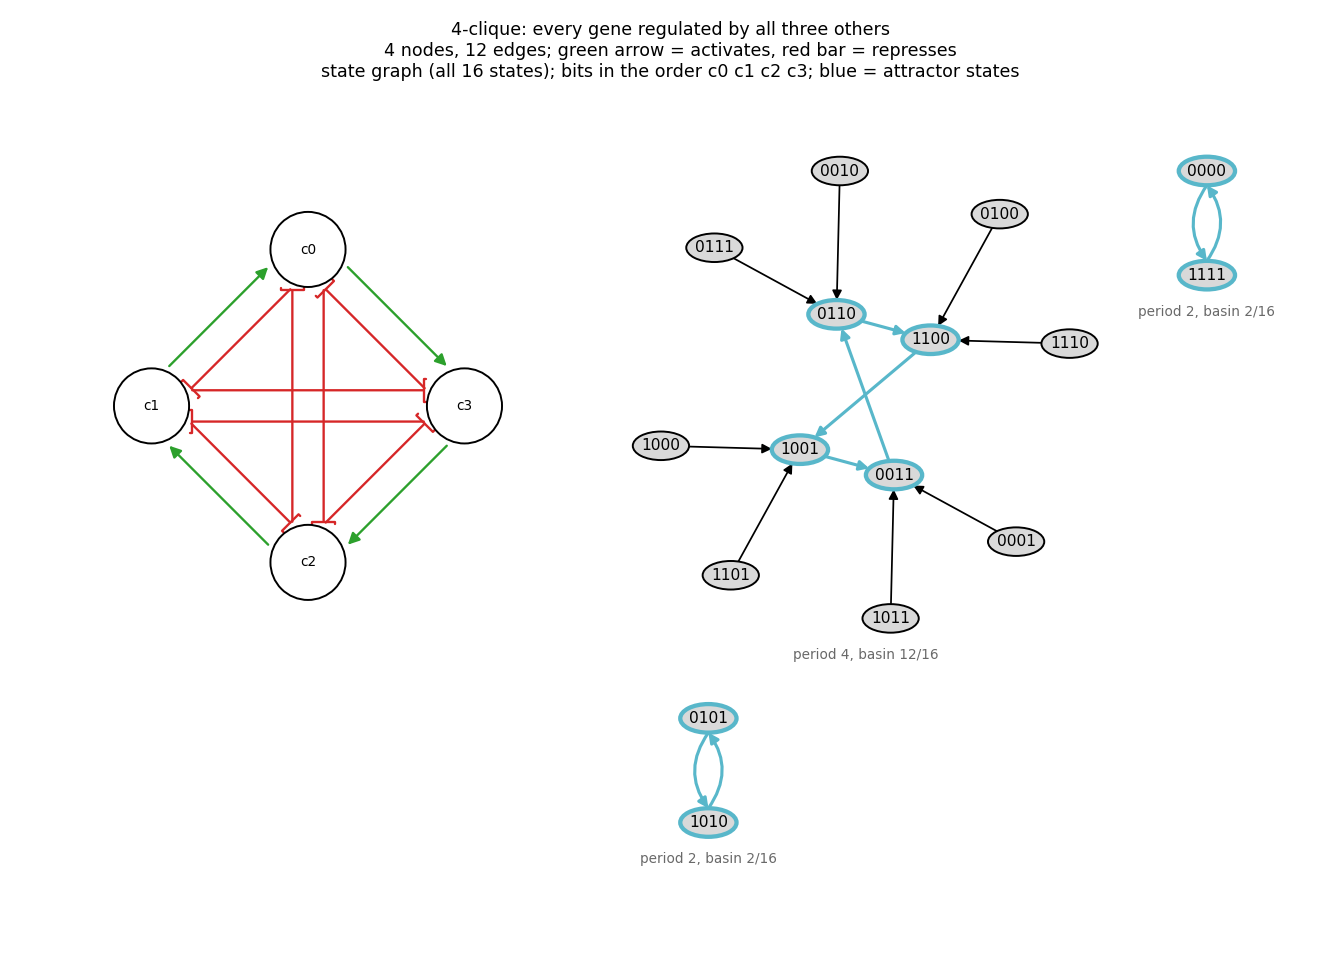 4-clique: every gene regulated by all three others
4 nodes, 12 edges; green arrow = activates, red bar = represses
state graph (all 16 states); bits in the order c0 c1 c2 c3; blue = attractor states
c0
c1
c3
c2
0010
0100
0111
0110
1100
1110
1000
1001
0011
0001
1101
1011
period 4, basin 12/16
0000
1111
period 2, basin 2/16
0101
1010
period 2, basin 2/16